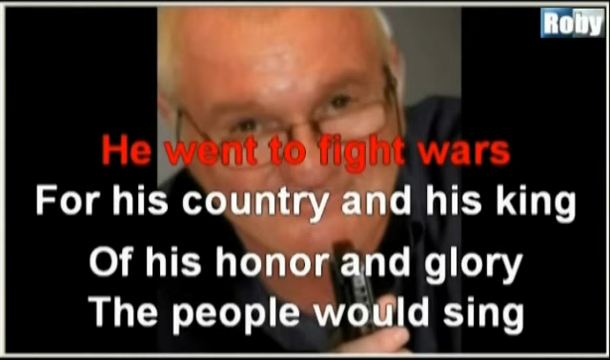 Roby
He went to fight wars
For his country and his king
Of his honor and glory
The people would sing